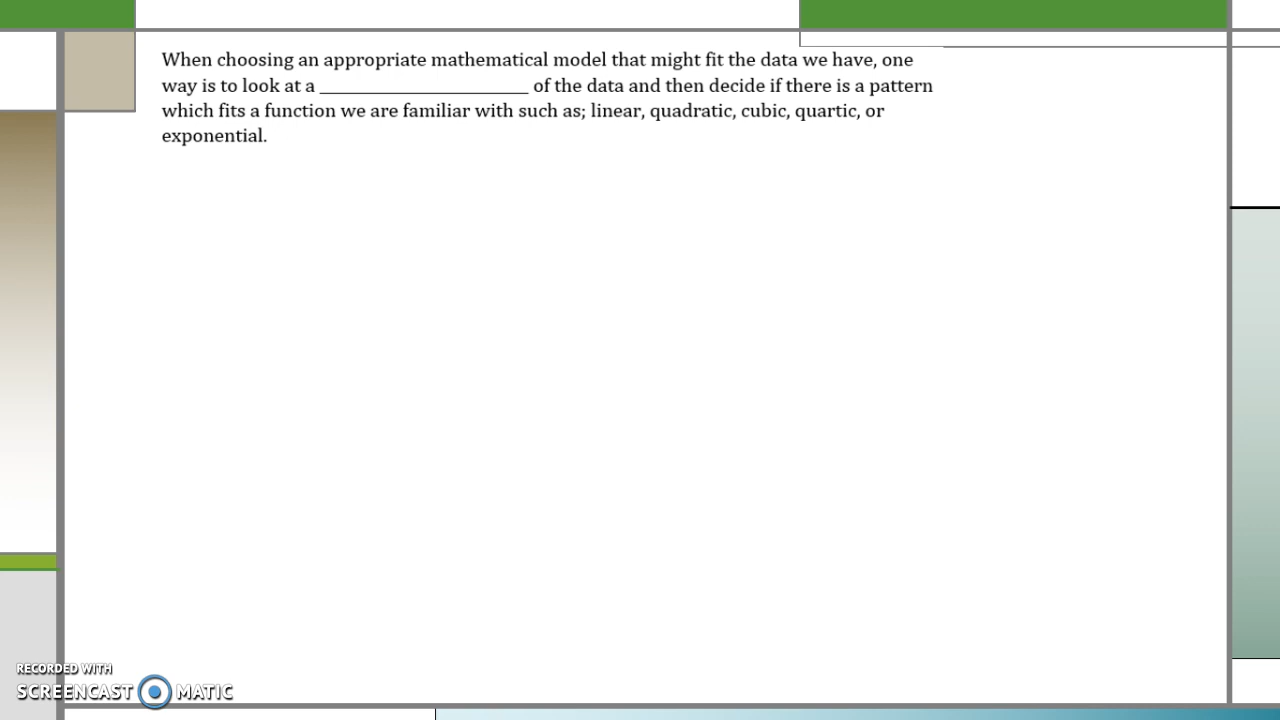 When choosing an appropriate mathematical model that might fit the data we have, one
way is to look at a ______________________ of the data and then decide if there is a pattern
which fits a function we are familiar with such as; linear, quadratic, cubic, quartic, or
exponential.
RECORDED WITH
SCREENCAST MATIC